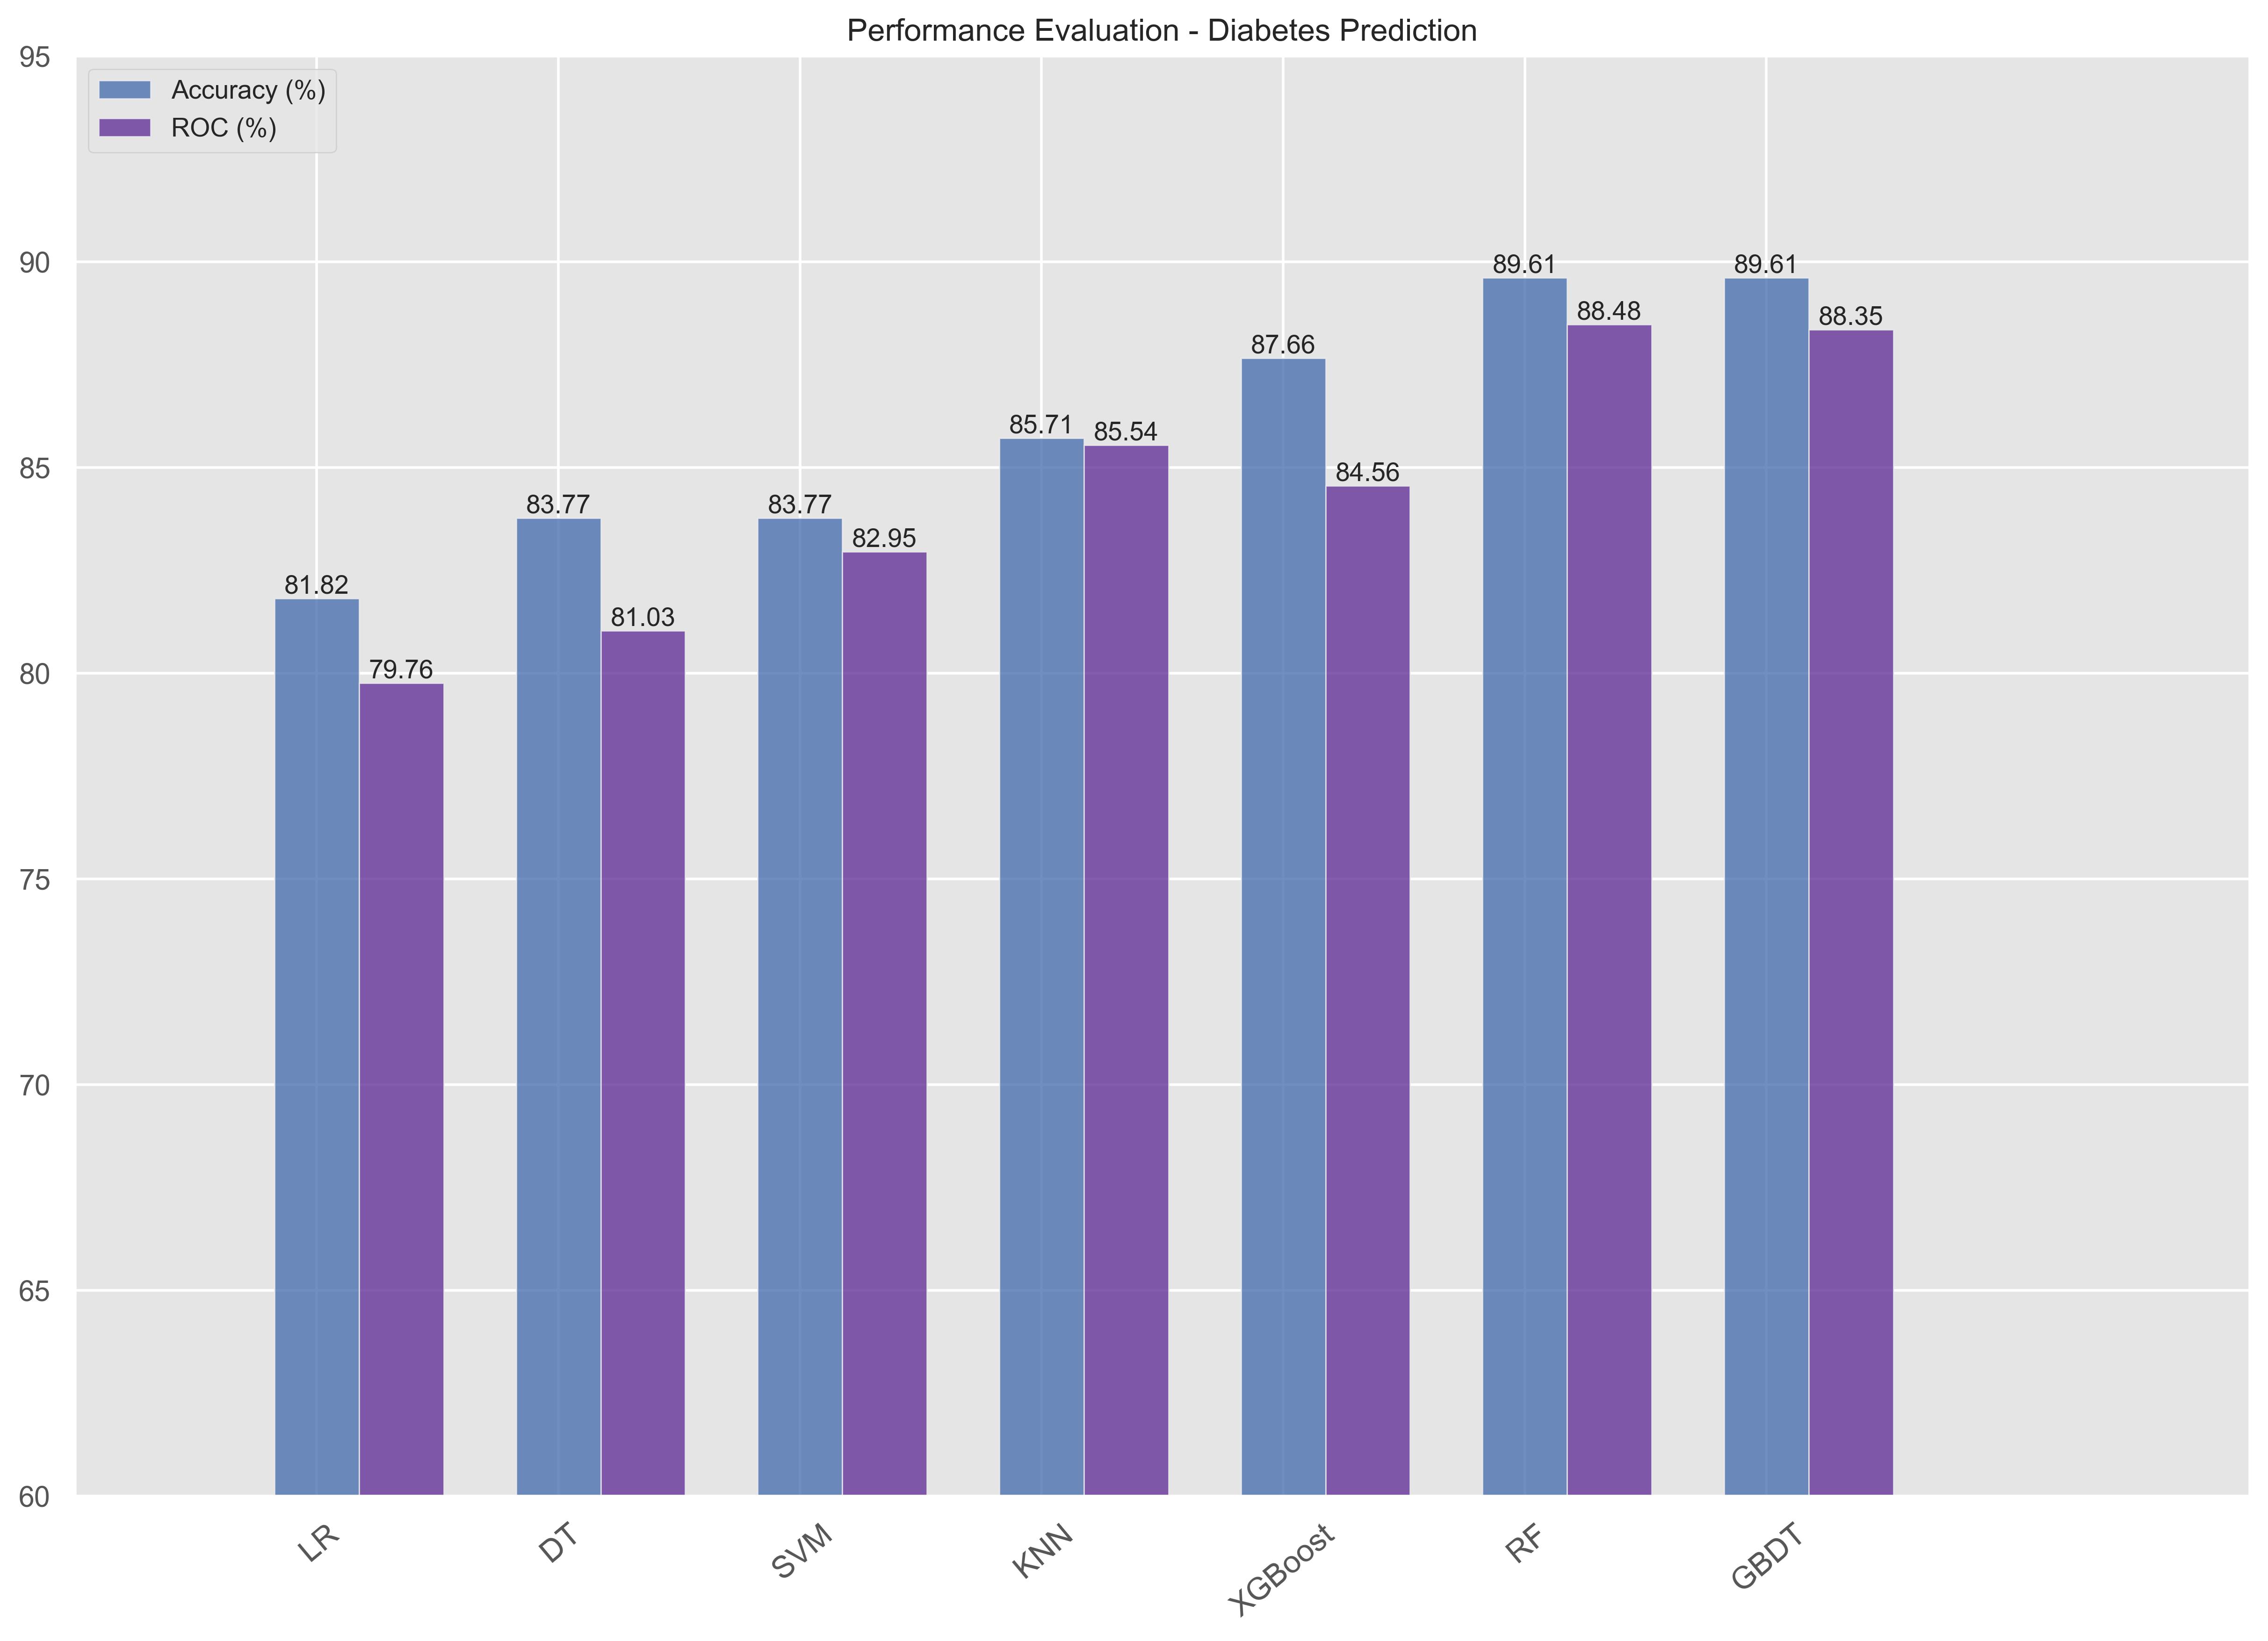 Performance Evaluation - Diabetes Prediction
95
90
85
80
75
70
65
60
Accuracy (%)
ROC (%)
81.82
79.76
83.77
81.03
83.77
82.95
85.71
85.54
87.66
84.56
89.61
88.48
89.61
88.35
LR
DT
SVM
KNN
XGBoost
RF
GBDT